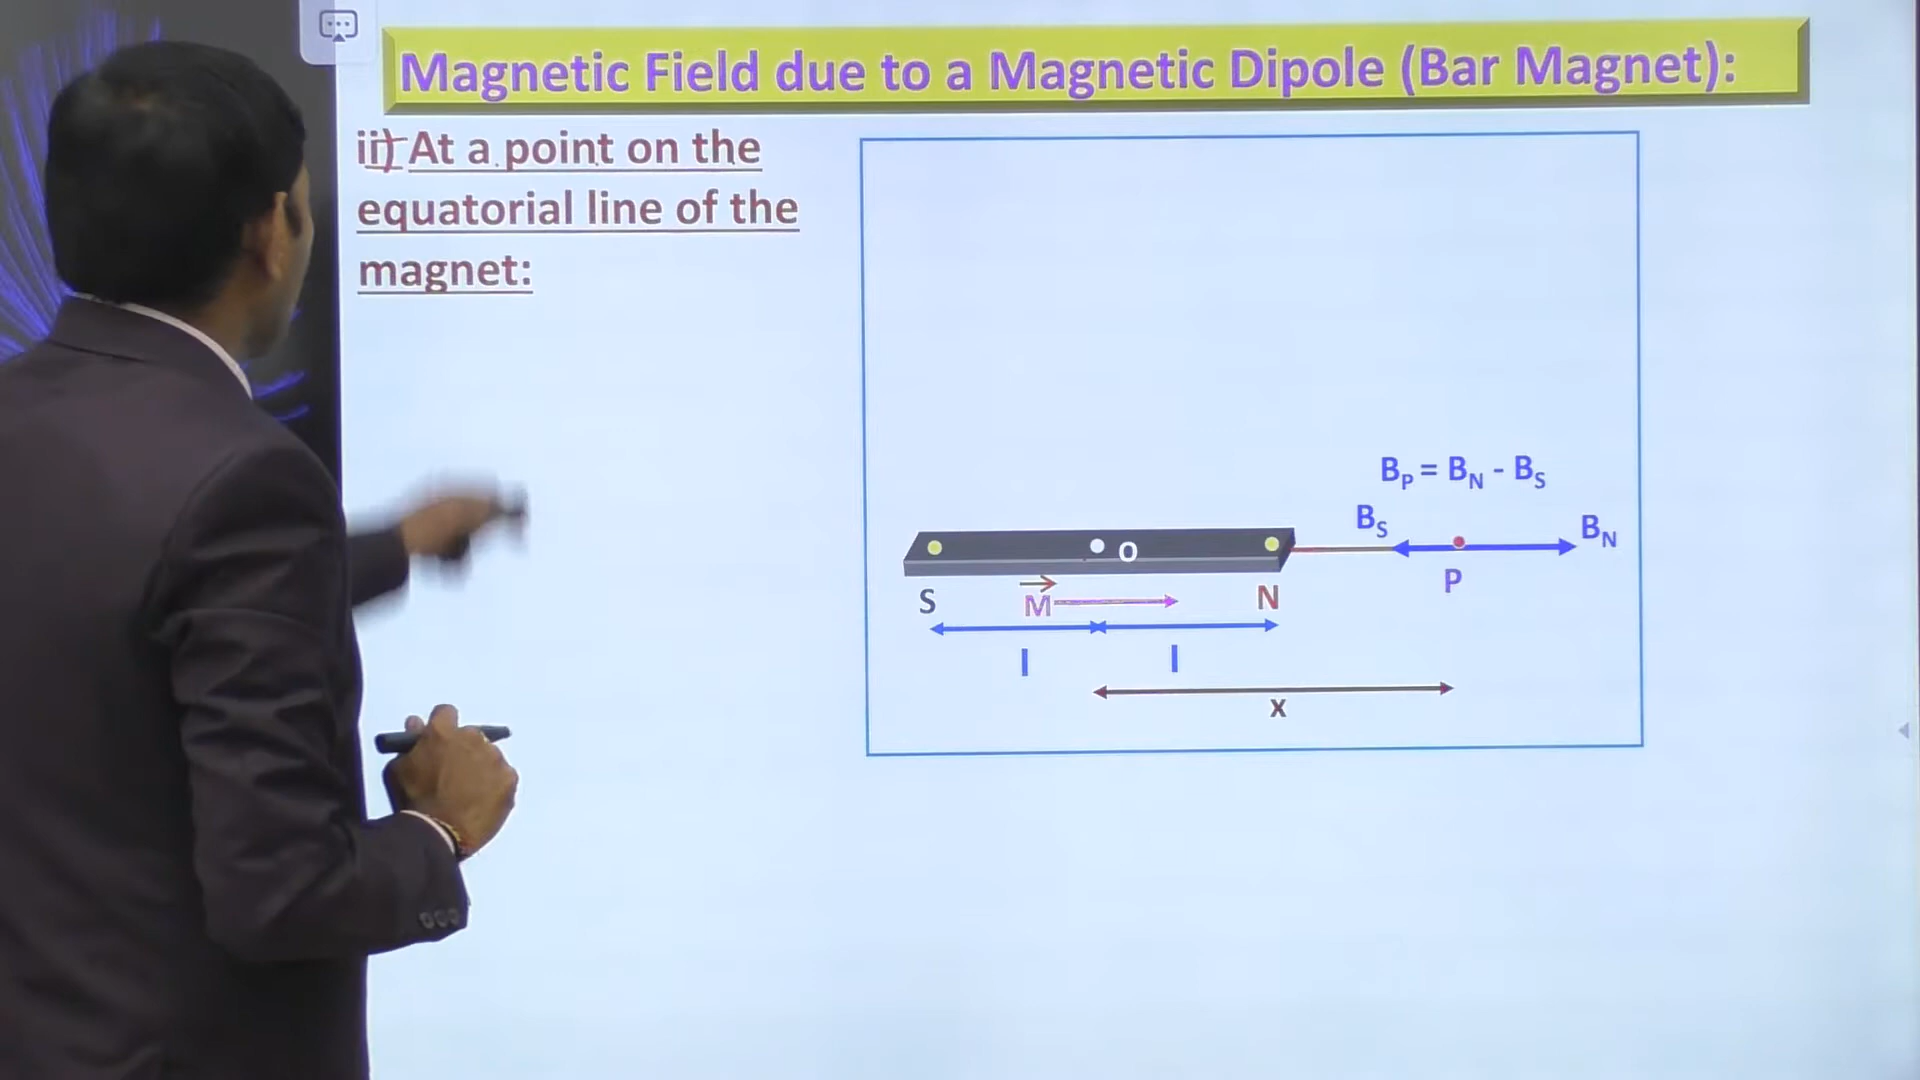 Magnetic Field due to a Magnetic Dipole (Bar Magnet):
ii) At a point on the
equatorial line of the
magnet:
B_P = B_N - B_S
B_S
B_N
O
P
S
M
N
l
l
x